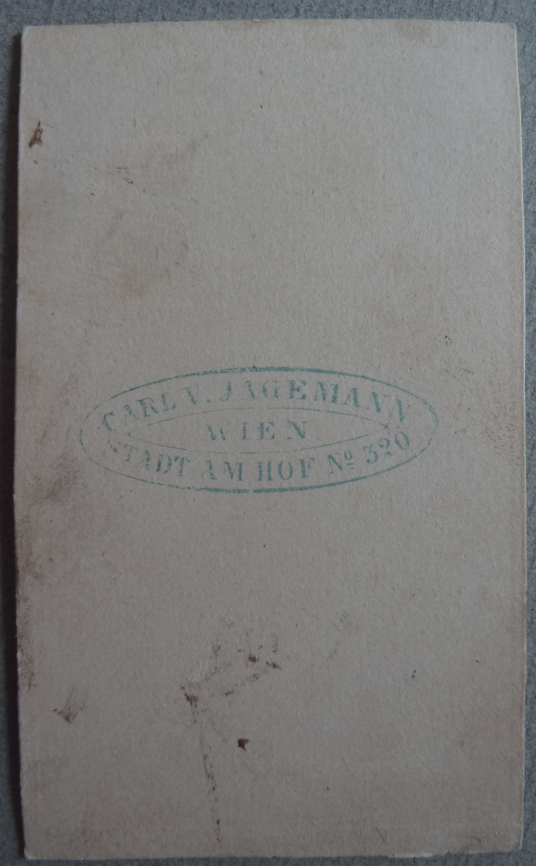 CARL V. JAGEMANN
WIEN
STADT AM HOF Nº 320